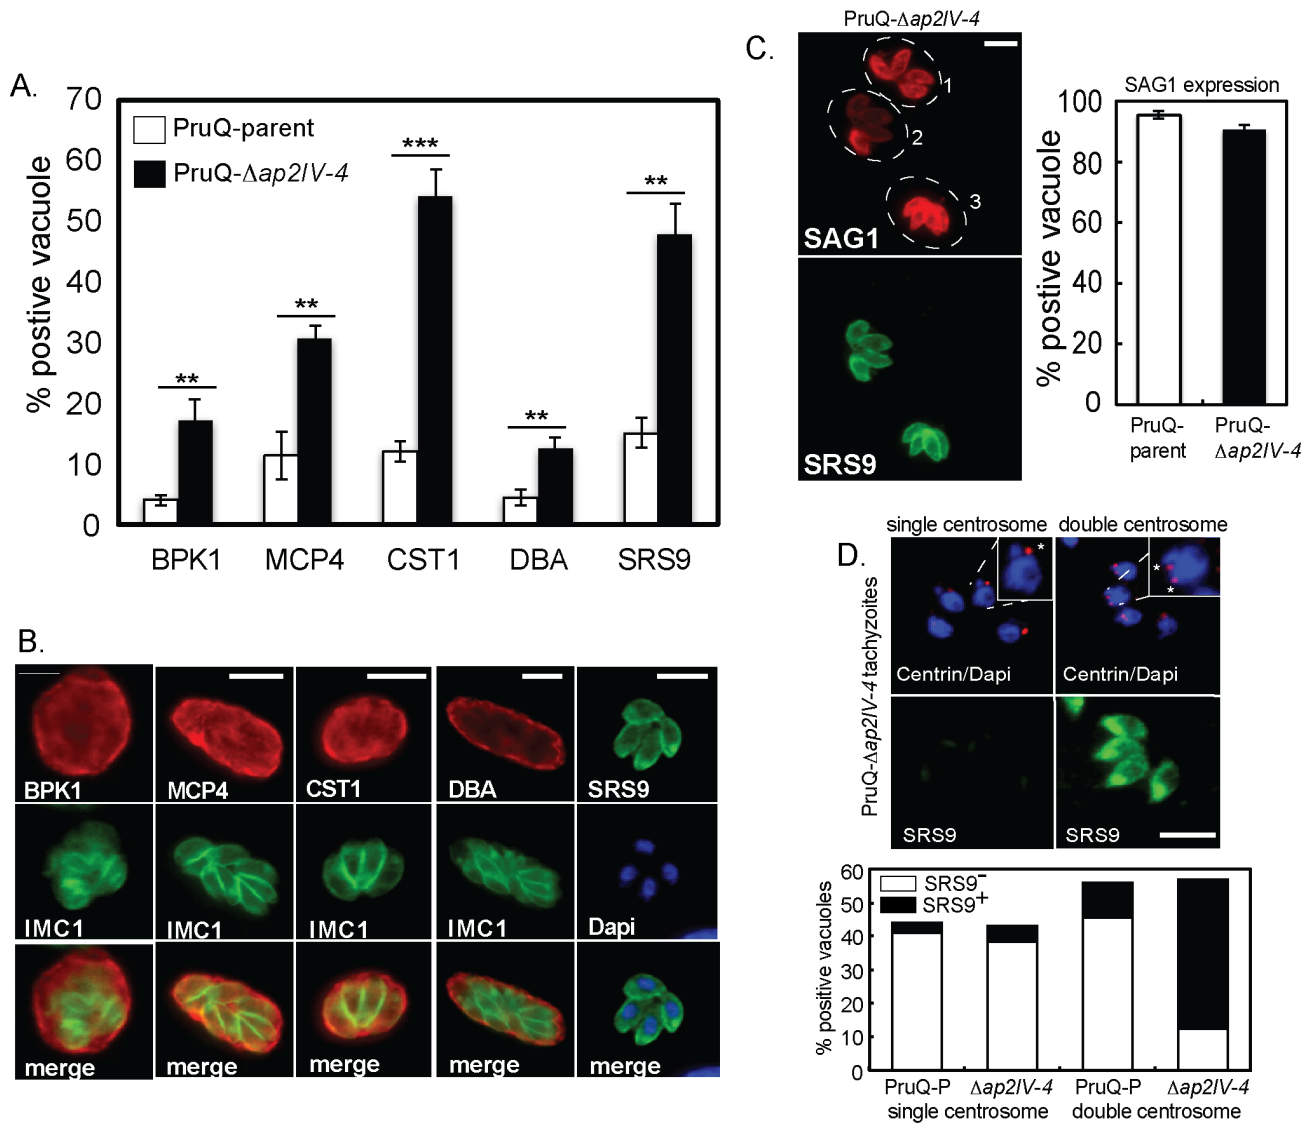 A.
70
60
50
40
30
20
10
0
% postive vacuole
PruQ-parent
PruQ-Δap2IV-4
**
**
***
**
**
BPK1 MCP4 CST1 DBA SRS9
B.
BPK1 MCP4 CST1 DBA SRS9
IMC1 IMC1 IMC1 IMC1 Dapi
merge merge merge merge merge
C.
PruQ-Δap2IV-4
1
2
3
SAG1
SRS9
SAG1 expression
100
80
60
40
20
0
% postive vacuole
PruQ-
parent
PruQ-
Δap2IV-4
D.
single centrosome double centrosome
PruQ-Δap2IV-4 tachyzoites
*
*
*
Centrin/Dapi Centrin/Dapi
SRS9 SRS9
60
50
40
30
20
10
0
% positive vacuoles
SRS9-
SRS9+
PruQ-P Δap2IV-4 PruQ-P Δap2IV-4
single centrosome double centrosome